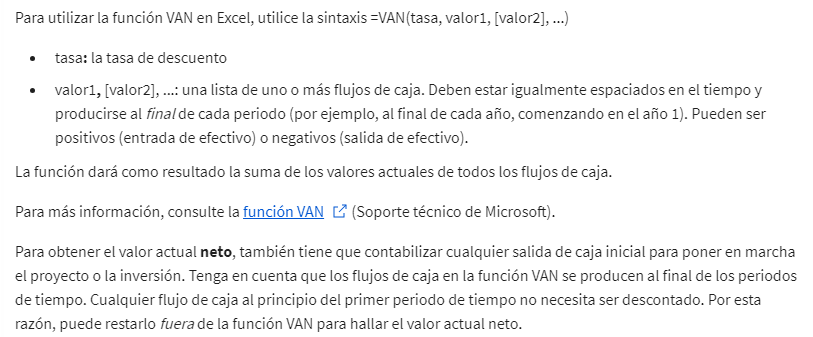 Para utilizar la función VAN en Excel, utilice la sintaxis =VAN(tasa, valor1, [valor2], ...)
• tasa: la tasa de descuento
• valor1, [valor2], ...: una lista de uno o más flujos de caja. Deben estar igualmente espaciados en el tiempo y
producirse al final de cada periodo (por ejemplo, al final de cada año, comenzando en el año 1). Pueden ser
positivos (entrada de efectivo) o negativos (salida de efectivo).
La función dará como resultado la suma de los valores actuales de todos los flujos de caja.
Para más información, consulte la función VAN (Soporte técnico de Microsoft).
Para obtener el valor actual neto, también tiene que contabilizar cualquier salida de caja inicial para poner en marcha
el proyecto o la inversión. Tenga en cuenta que los flujos de caja en la función VAN se producen al final de los periodos
de tiempo. Cualquier flujo de caja al principio del primer periodo de tiempo no necesita ser descontado. Por esta
razón, puede restarlo fuera de la función VAN para hallar el valor actual neto.